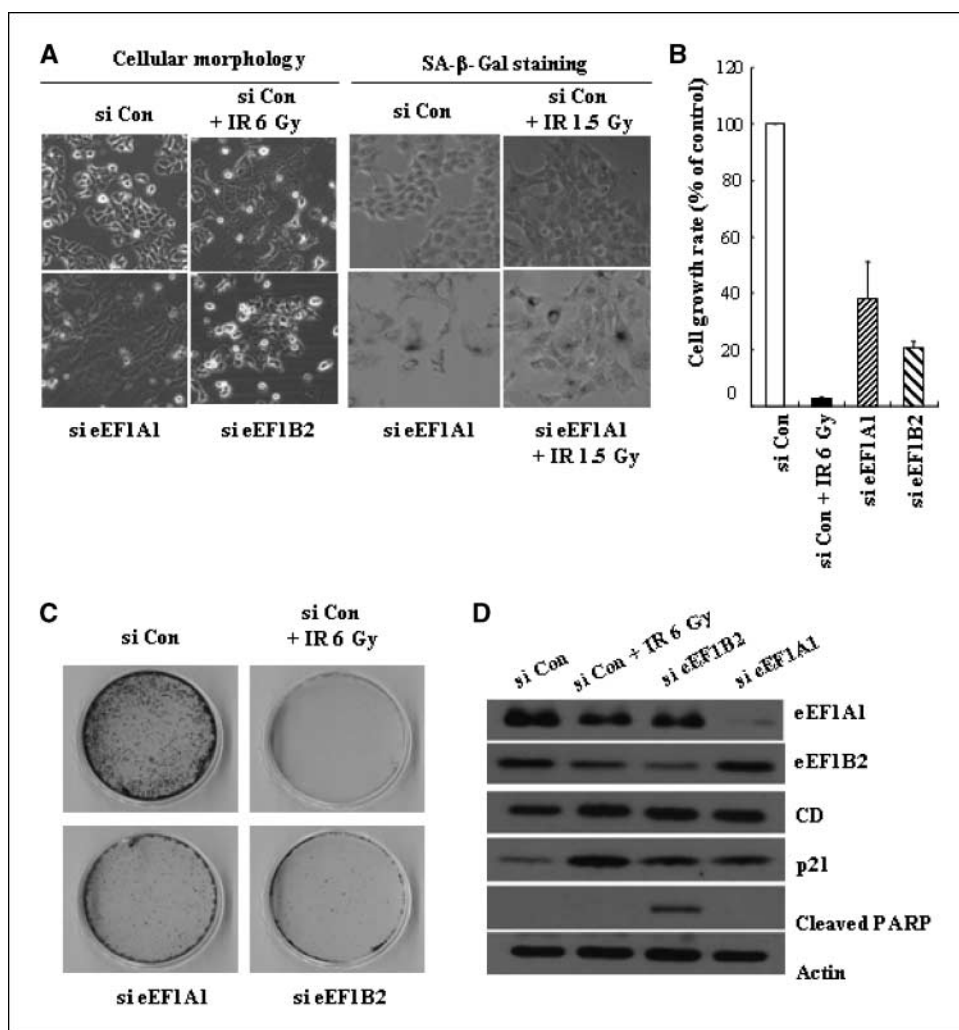 A
Cellular morphology
SA-β-Gal staining
si Con
si Con
+ IR 6 Gy
si Con
si Con
+ IR 1.5 Gy
si eEF1A1
si eEF1B2
si eEF1A1
si eEF1A1
+ IR 1.5 Gy
B
Cell growth rate (% of control)
120
100
80
60
40
20
0
si Con
si Con + IR 6 Gy
si eEF1A1
si eEF1B2
C
si Con
si Con
+ IR 6 Gy
si eEF1A1
si eEF1B2
D
si Con
si Con + IR 6 Gy
si eEF1B2
si eEF1A1
eEF1A1
eEF1B2
CD
p21
Cleaved PARP
Actin